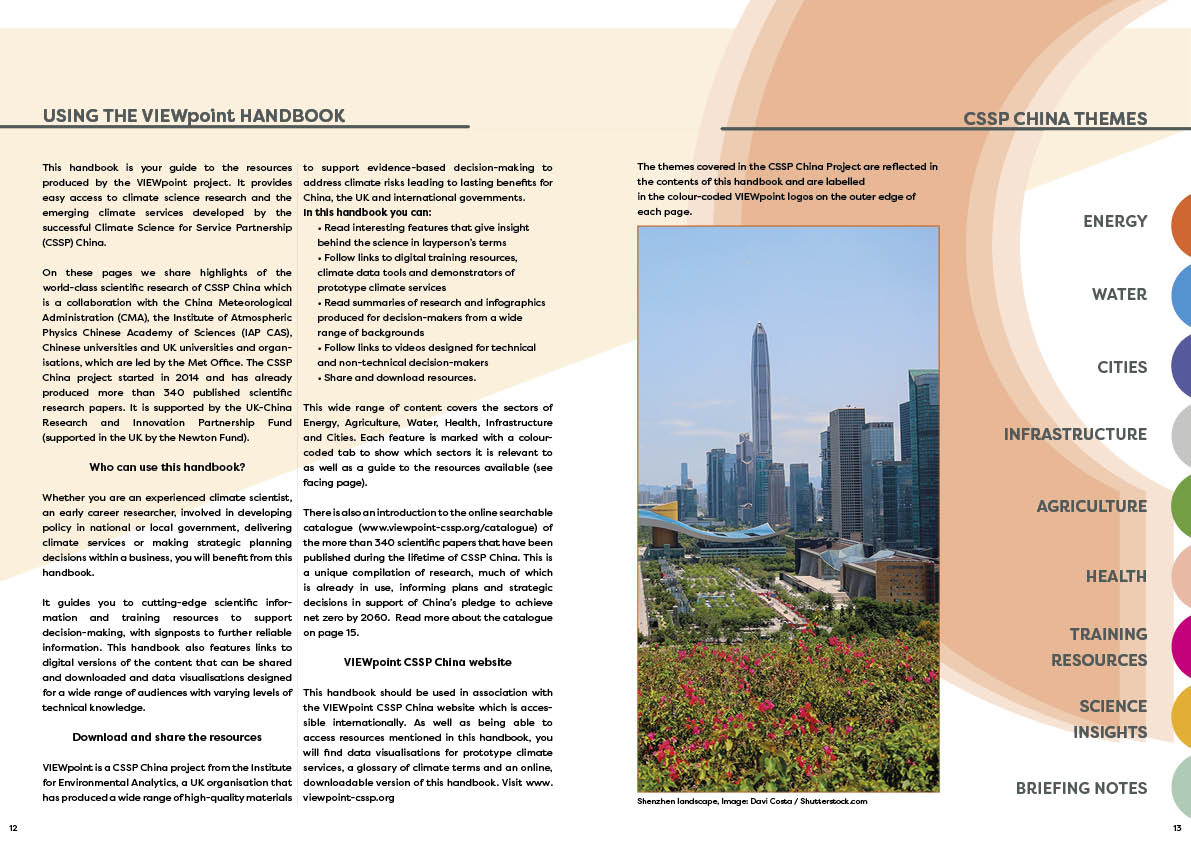 USING THE VIEWpoint HANDBOOK
This handbook is your guide to the resources
produced by the VIEWpoint project. It provides
easy access to climate science research and the
emerging climate services developed by the
successful Climate Science for Service Partnership
(CSSP) China.
On these pages we share highlights of the
world-class scientific research of CSSP China which
is a collaboration with the China Meteorological
Administration (CMA), the Institute of Atmospheric
Physics Chinese Academy of Sciences (IAP CAS),
Chinese universities and UK universities and organ-
isations, which are led by the Met Office. The CSSP
China project started in 2014 and has already
produced more than 340 published scientific
research papers. It is supported by the UK-China
Research and Innovation Partnership Fund
(supported in the UK by the Newton Fund).
Who can use this handbook?
Whether you are an experienced climate scientist,
an early career researcher, involved in developing
policy in national or local government, delivering
climate services or making strategic planning
decisions within a business, you will benefit from this
handbook.
It guides you to cutting-edge scientific infor-
mation and training resources to support
decision-making, with signposts to further reliable
information. This handbook also features links to
digital versions of the content that can be shared
and downloaded and data visualisations designed
for a wide range of audiences with varying levels of
technical knowledge.
Download and share the resources
VIEWpoint is a CSSP China project from the Institute
for Environmental Analytics, a UK organisation that
has produced a wide range of high-quality materials
to support evidence-based decision-making to
address climate risks leading to lasting benefits for
China, the UK and international governments.
In this handbook you can:
• Read interesting features that give insight
behind the science in layperson's terms
• Follow links to digital training resources,
climate data tools and demonstrators of
prototype climate services
• Read summaries of research and infographics
produced for decision-makers from a wide
range of backgrounds
• Follow links to videos designed for technical
and non-technical decision-makers
• Share and download resources.
This wide range of content covers the sectors of
Energy, Agriculture, Water, Health, Infrastructure
and Cities. Each feature is marked with a colour-
coded tab to show which sectors it is relevant to
as well as a guide to the resources available (see
facing page).
There is also an introduction to the online searchable
catalogue (www.viewpoint-cssp.org/catalogue) of
the more than 340 scientific papers that have been
published during the lifetime of CSSP China. This is
a unique compilation of research, much of which
is already in use, informing plans and strategic
decisions in support of China's pledge to achieve
net zero by 2060. Read more about the catalogue
on page 15.
VIEWpoint CSSP China website
This handbook should be used in association with
the VIEWpoint CSSP China website which is acces-
sible internationally. As well as being able to
access resources mentioned in this handbook, you
will find data visualisations for prototype climate
services, a glossary of climate terms and an online,
downloadable version of this handbook. Visit www.
viewpoint-cssp.org
12
CSSP CHINA THEMES
The themes covered in the CSSP China Project are reflected in
the contents of this handbook and are labelled
in the colour-coded VIEWpoint logos on the outer edge of
each page.
Shenzhen landscape, Image: Davi Costa / Shutterstock.com
ENERGY
WATER
CITIES
INFRASTRUCTURE
AGRICULTURE
HEALTH
TRAINING
RESOURCES
SCIENCE
INSIGHTS
BRIEFING NOTES
13